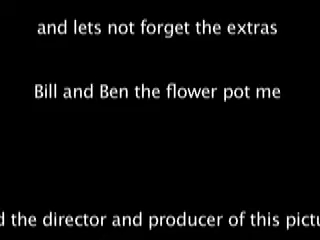 and lets not forget the extras
Bill and Ben the flower pot me
d the director and producer of this pictu